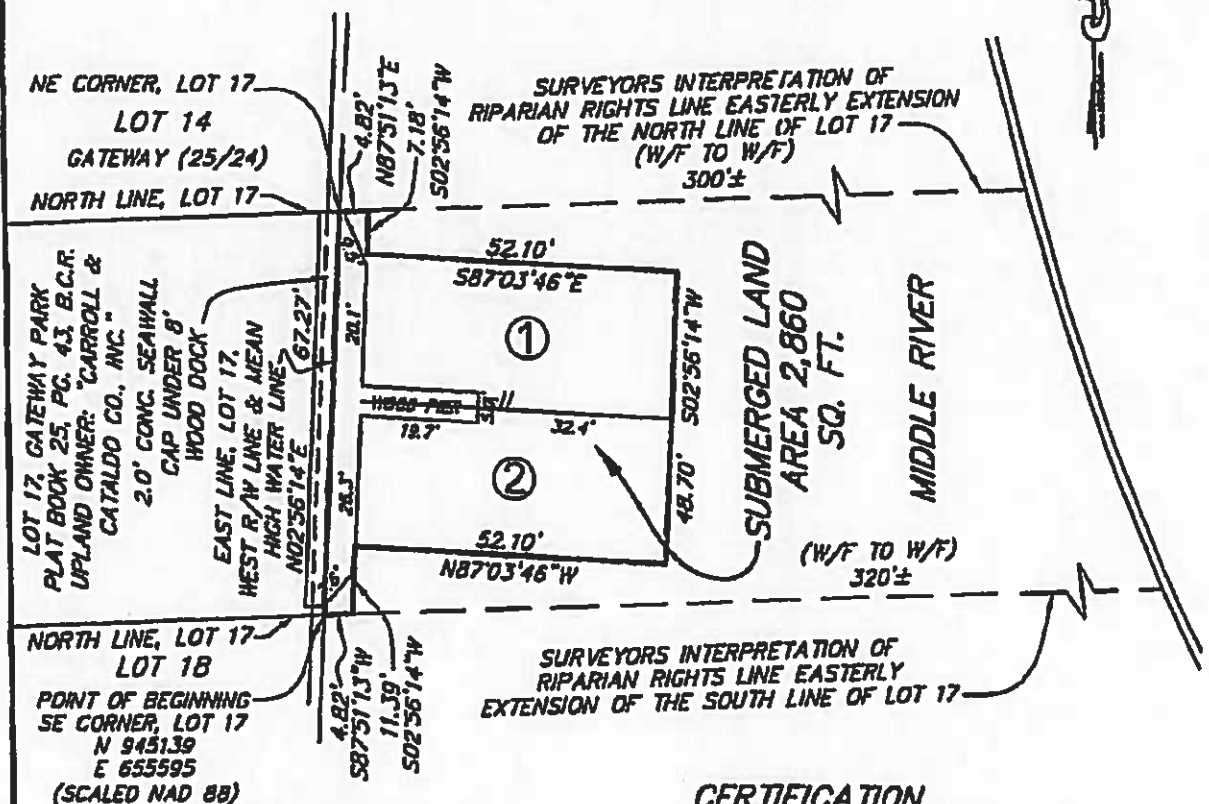 NE CORNER, LOT 17
LOT 14
GATEWAY (25/24)
NORTH LINE, LOT 17
4.82'
N87°51'13"E
7.18'
S02°56'14"W
SURVEYORS INTERPRETATION OF
RIPARIAN RIGHTS LINE EASTERLY EXTENSION
OF THE NORTH LINE OF LOT 17
(W/F TO W/F)
300'±
LOT 17, GATEWAY PARK
PLAT BOOK 25, PG. 43, B.C.R.
UPLAND OWNER: "CARROLL &
CATALDO CO., INC."
2.0' CONC. SEAWALL
CAP UNDER 8'
WOOD DOCK
EAST LINE, LOT 17,
WEST R/W LINE & MEAN
HIGH WATER LINE
N02°56'14"E
67.27'
20.1'
52.10'
S87°03'46"E
1
S02°56'14"W
WOOD PIER
19.7'
32.4'
2
26.3'
48.70'
52.10'
N87°03'46"W
SUBMERGED LAND
AREA 2,860
SQ. FT.
MIDDLE RIVER
(W/F TO W/F)
320'±
NORTH LINE, LOT 17
LOT 18
POINT OF BEGINNING
SE CORNER, LOT 17
N 945139
E 655595
(SCALED NAD 88)
4.82'
S87°51'13"W
11.39'
S02°56'14"W
SURVEYORS INTERPRETATION OF
RIPARIAN RIGHTS LINE EASTERLY
EXTENSION OF THE SOUTH LINE OF LOT 17
CERTIFICATION